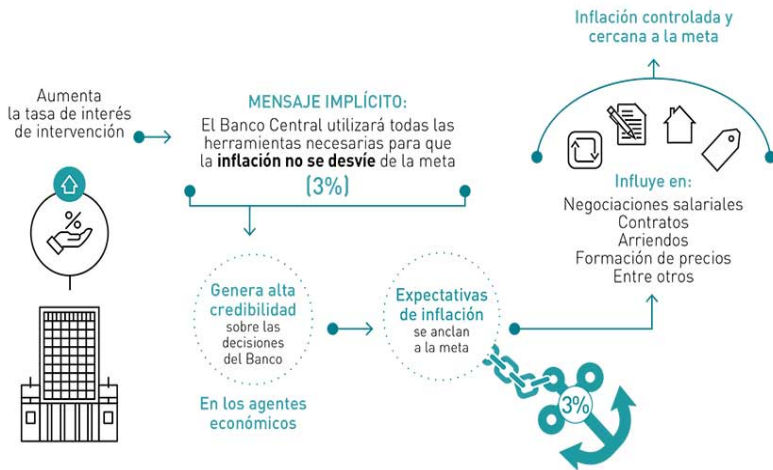 Aumenta
la tasa de interés
de intervención
MENSAJE IMPLÍCITO:
El Banco Central utilizará todas las
herramientas necesarias para que
la inflación no se desvíe de la meta
(3%)
%
Genera alta
credibilidad
sobre las
decisiones
del Banco
En los agentes
económicos
Expectativas
de inflación
se anclan
a la meta
3%
Influye en:
Negociaciones salariales
Contratos
Arriendos
Formación de precios
Entre otros
Inflación controlada y
cercana a la meta